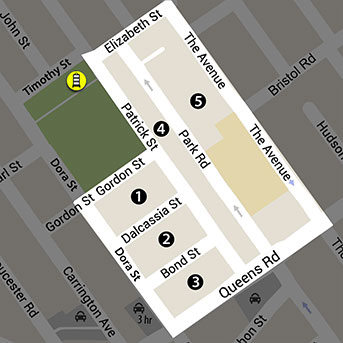 John St
Elizabeth St
Timothy St
The Avenue
Bristol Rd
5
Patrick St
4
Park Rd
The Avenue
Hudson
Dora St
Gordon St
Gordon St
1
Dalcassia St
2
Dora St
Bond St
3
Queens Rd
Carrington Ave
3 hr